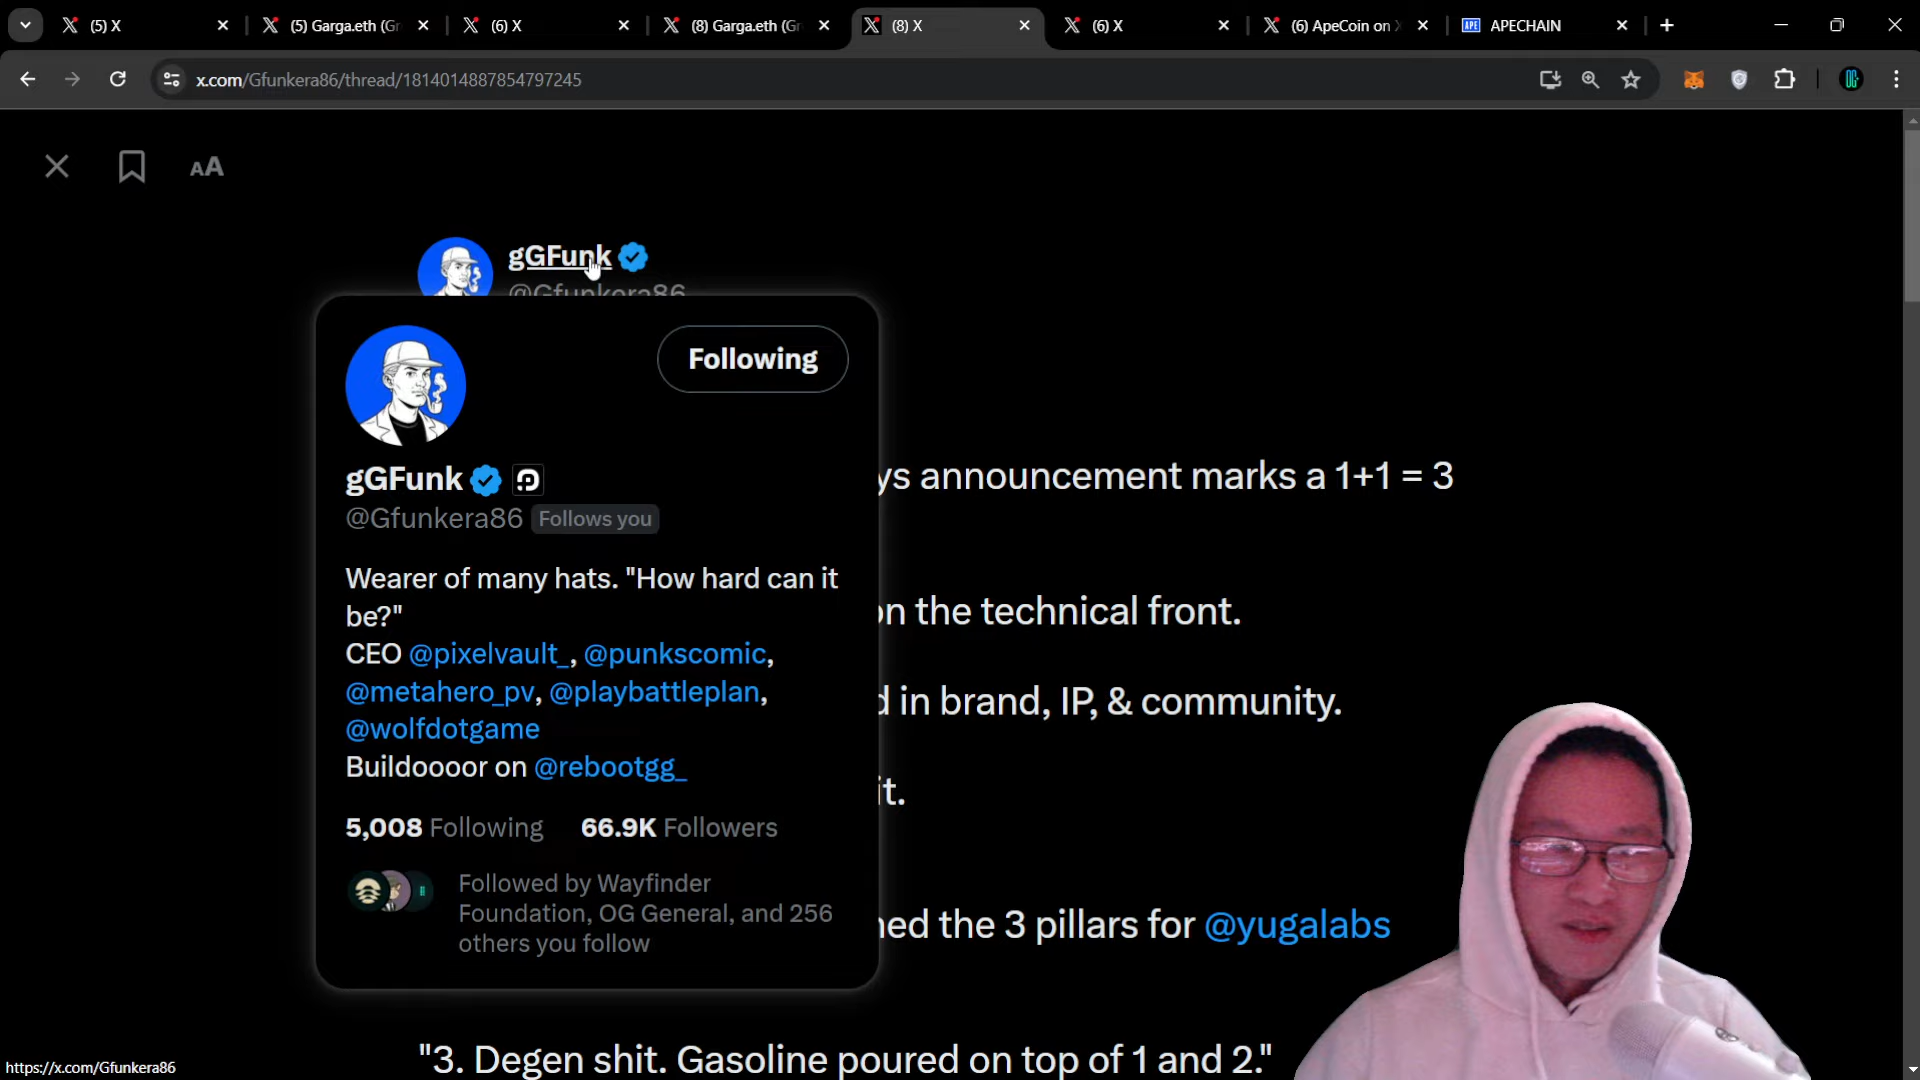 (5) X
(5) Garga.eth (Gr
(6) X
(8) Garga.eth (Gr
(8) X
(6) X
(6) ApeCoin on X
APE
APECHAIN
x.com/Gfunkera86/thread/1814014887854797245
AA
gGFunk
@Gfunkera86
Following
gGFunk
@Gfunkera86 Follows you
Wearer of many hats. "How hard can it
be?"
CEO @pixelvault_, @punkscomic,
@metahero_pv, @playbattleplan,
@wolfdotgame
Buildoooor on @rebootgg_
5,008 Following 66.9K Followers
Followed by Wayfinder
Foundation, OG General, and 256
others you follow
ys announcement marks a 1+1 = 3
on the technical front.
d in brand, IP, & community.
it.
ned the 3 pillars for @yugalabs
"3. Degen shit. Gasoline poured on top of 1 and 2."
https://x.com/Gfunkera86